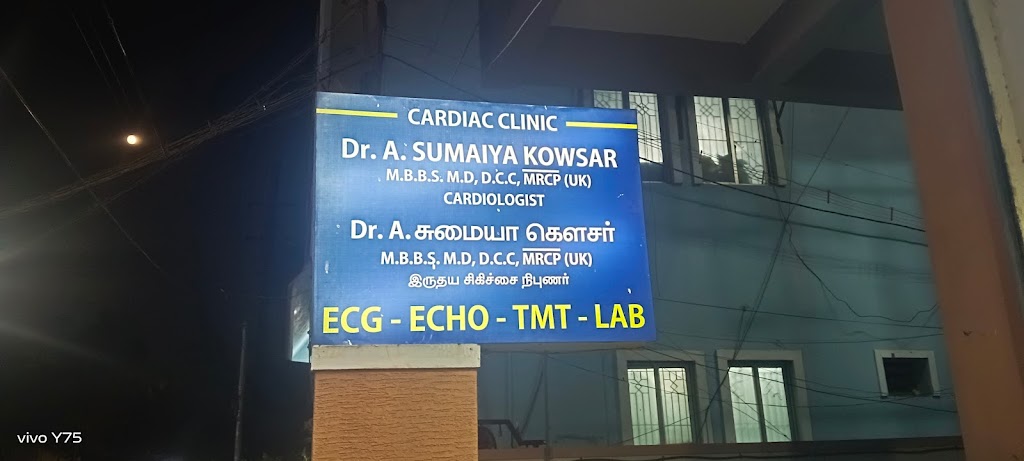 CARDIAC CLINIC
Dr. A. SUMAIYA KOWSAR
M.B.B.S. M.D, D.C.C, MRCP (UK)
CARDIOLOGIST
Dr. A. சுமையா கௌசர்
M.B.B.S. M.D, D.C.C, MRCP (UK)
இருதய சிகிச்சை நிபுணர்
ECG - ECHO - TMT - LAB
vivo Y75